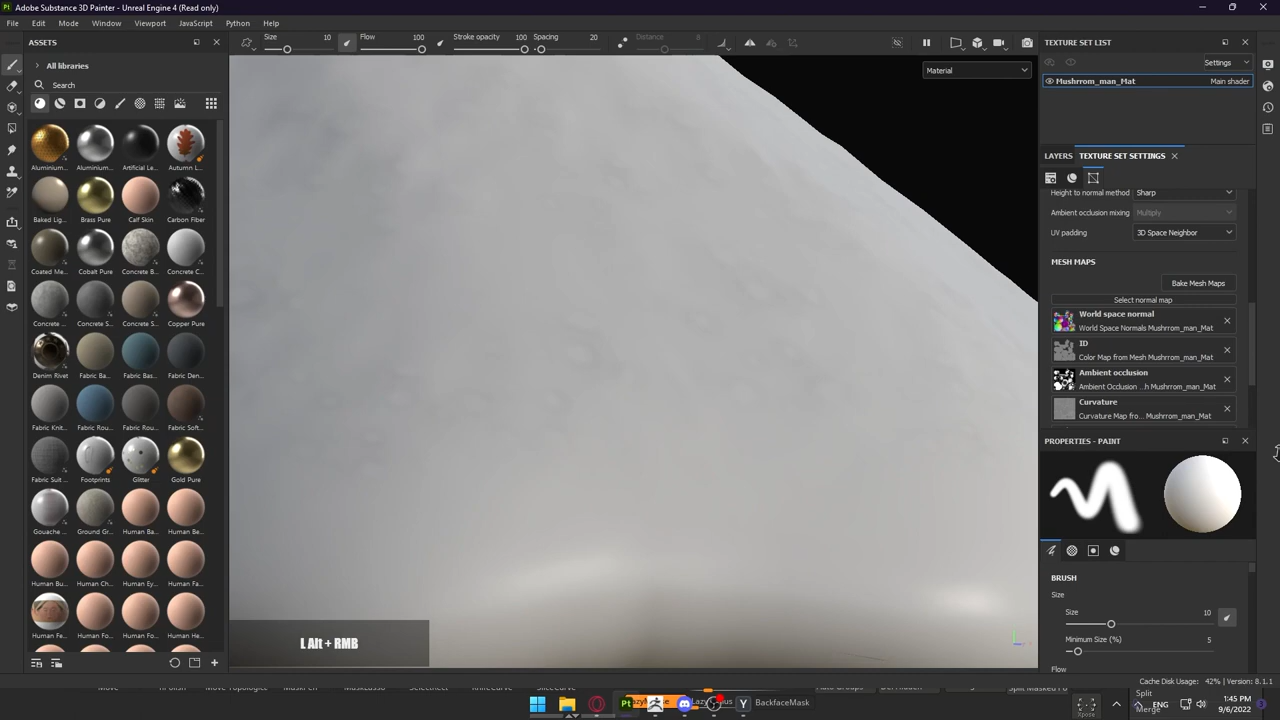 Adobe Substance 3D Painter - Unreal Engine 4 (Read only)
File Edit Mode Window Viewport JavaScript Python Help
ASSETS
Size 10 Flow 100 Stroke opacity 100 Spacing 20 Distance 8
TEXTURE SET LIST
All libraries
Search
Material
Settings
Mushrrom_man_Mat Main shader
Aluminium... Aluminium... Artificial Le... Autumn L...
Baked Lig... Brass Pure Calf Skin Carbon Fiber
Coated Me... Cobalt Pure Concrete B... Concrete C...
Concrete ... Concrete S... Concrete S... Copper Pure
Denim Rivet Fabric Ba... Fabric Bas... Fabric Den...
Fabric Knit... Fabric Rou... Fabric Rou... Fabric Soft...
Fabric Suit ... Footprints Glitter Gold Pure
Gouache ... Ground Gr... Human Ba... Human Be...
Human Bu... Human Ch... Human Ey... Human Fa...
Human Fe... Human Fo... Human Fo... Human He...
LAYERS TEXTURE SET SETTINGS
Height to normal method Sharp
Ambient occlusion mixing Multiply
UV padding 3D Space Neighbor
MESH MAPS
Bake Mesh Maps
Select normal map
World space normal
World Space Normals Mushrrom_man_Mat
ID
Color Map from Mesh Mushrrom_man_Mat
Ambient occlusion
Ambient Occlusion ...h Mushrrom_man_Mat
Curvature
Curvature Map fro... Mushrrom_man_Mat
PROPERTIES - PAINT
BRUSH
Size
Size 10
Minimum Size (%) 5
Flow
L Alt + RMB
Cache Disk Usage: 42% | Version: 8.1.1
BackfaceMask
Split
Merge
ENG
1:45 PM
9/6/2022